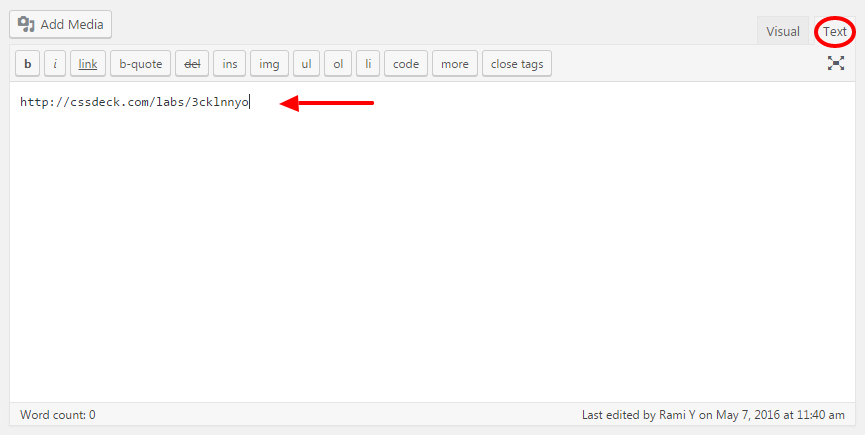 Add Media
Visual Text
b i link b-quote del ins img ul ol li code more close tags
http://cssdeck.com/labs/3cklnnyo
Word count: 0 Last edited by Rami Y on May 7, 2016 at 11:40 am